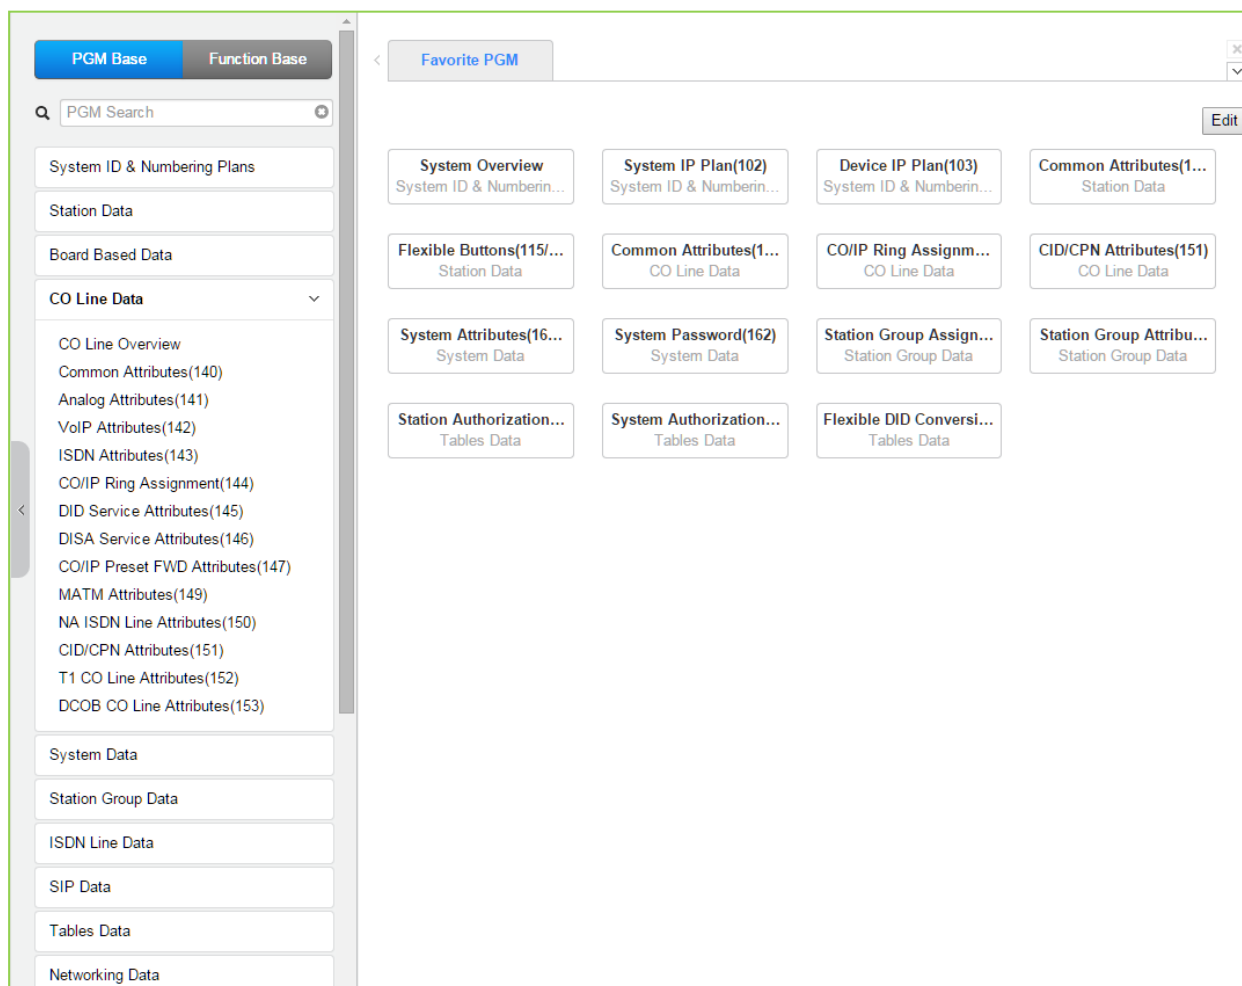 PGM Base
Function Base
PGM Search
System ID & Numbering Plans
Station Data
Board Based Data
CO Line Data
CO Line Overview
Common Attributes(140)
Analog Attributes(141)
VoIP Attributes(142)
ISDN Attributes(143)
CO/IP Ring Assignment(144)
DID Service Attributes(145)
DISA Service Attributes(146)
CO/IP Preset FWD Attributes(147)
MATM Attributes(149)
NA ISDN Line Attributes(150)
CID/CPN Attributes(151)
T1 CO Line Attributes(152)
DCOB CO Line Attributes(153)
System Data
Station Group Data
ISDN Line Data
SIP Data
Tables Data
Networking Data
Favorite PGM
Edit
System Overview
System ID & Numberin...
System IP Plan(102)
System ID & Numberin...
Device IP Plan(103)
System ID & Numberin...
Common Attributes(1...
Station Data
Flexible Buttons(115/...
Station Data
Common Attributes(1...
CO Line Data
CO/IP Ring Assignm...
CO Line Data
CID/CPN Attributes(151)
CO Line Data
System Attributes(16...
System Data
System Password(162)
System Data
Station Group Assign...
Station Group Data
Station Group Attribu...
Station Group Data
Station Authorization...
Tables Data
System Authorization...
Tables Data
Flexible DID Conversi...
Tables Data